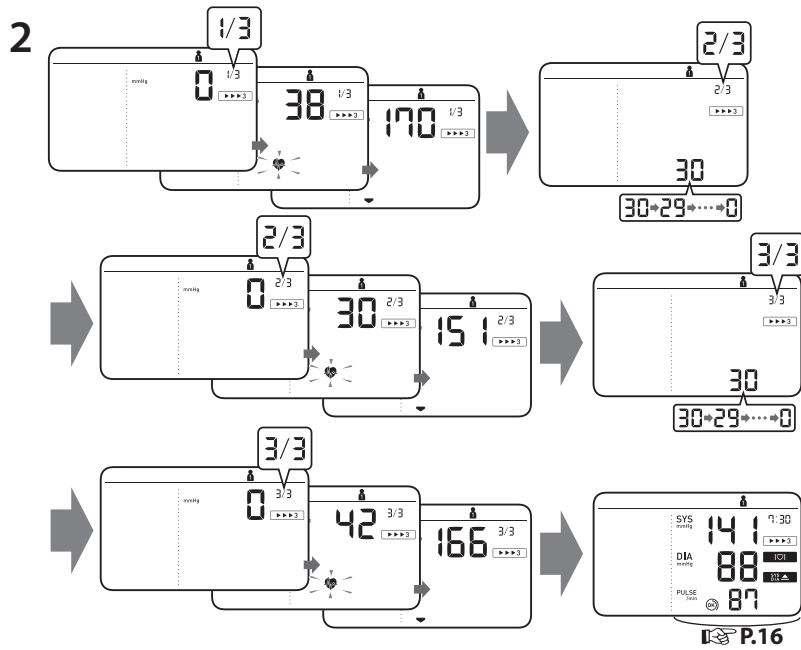 2
1/3
mmHg 0 1/3
▶▶▶3
38 1/3
▶▶▶3
170 1/3
▶▶▶3
2/3
2/3
▶▶▶3
30
30→29→····→0
2/3
mmHg 0 2/3
▶▶▶3
30 2/3
▶▶▶3
151 2/3
▶▶▶3
3/3
3/3
▶▶▶3
30
30→29→····→0
3/3
mmHg 0 3/3
▶▶▶3
42 3/3
▶▶▶3
166 3/3
▶▶▶3
SYS
mmHg
141 7:30
▶▶▶3
DIA
mmHg
88
SYS
DIA
PULSE
/min
OK 87
P.16